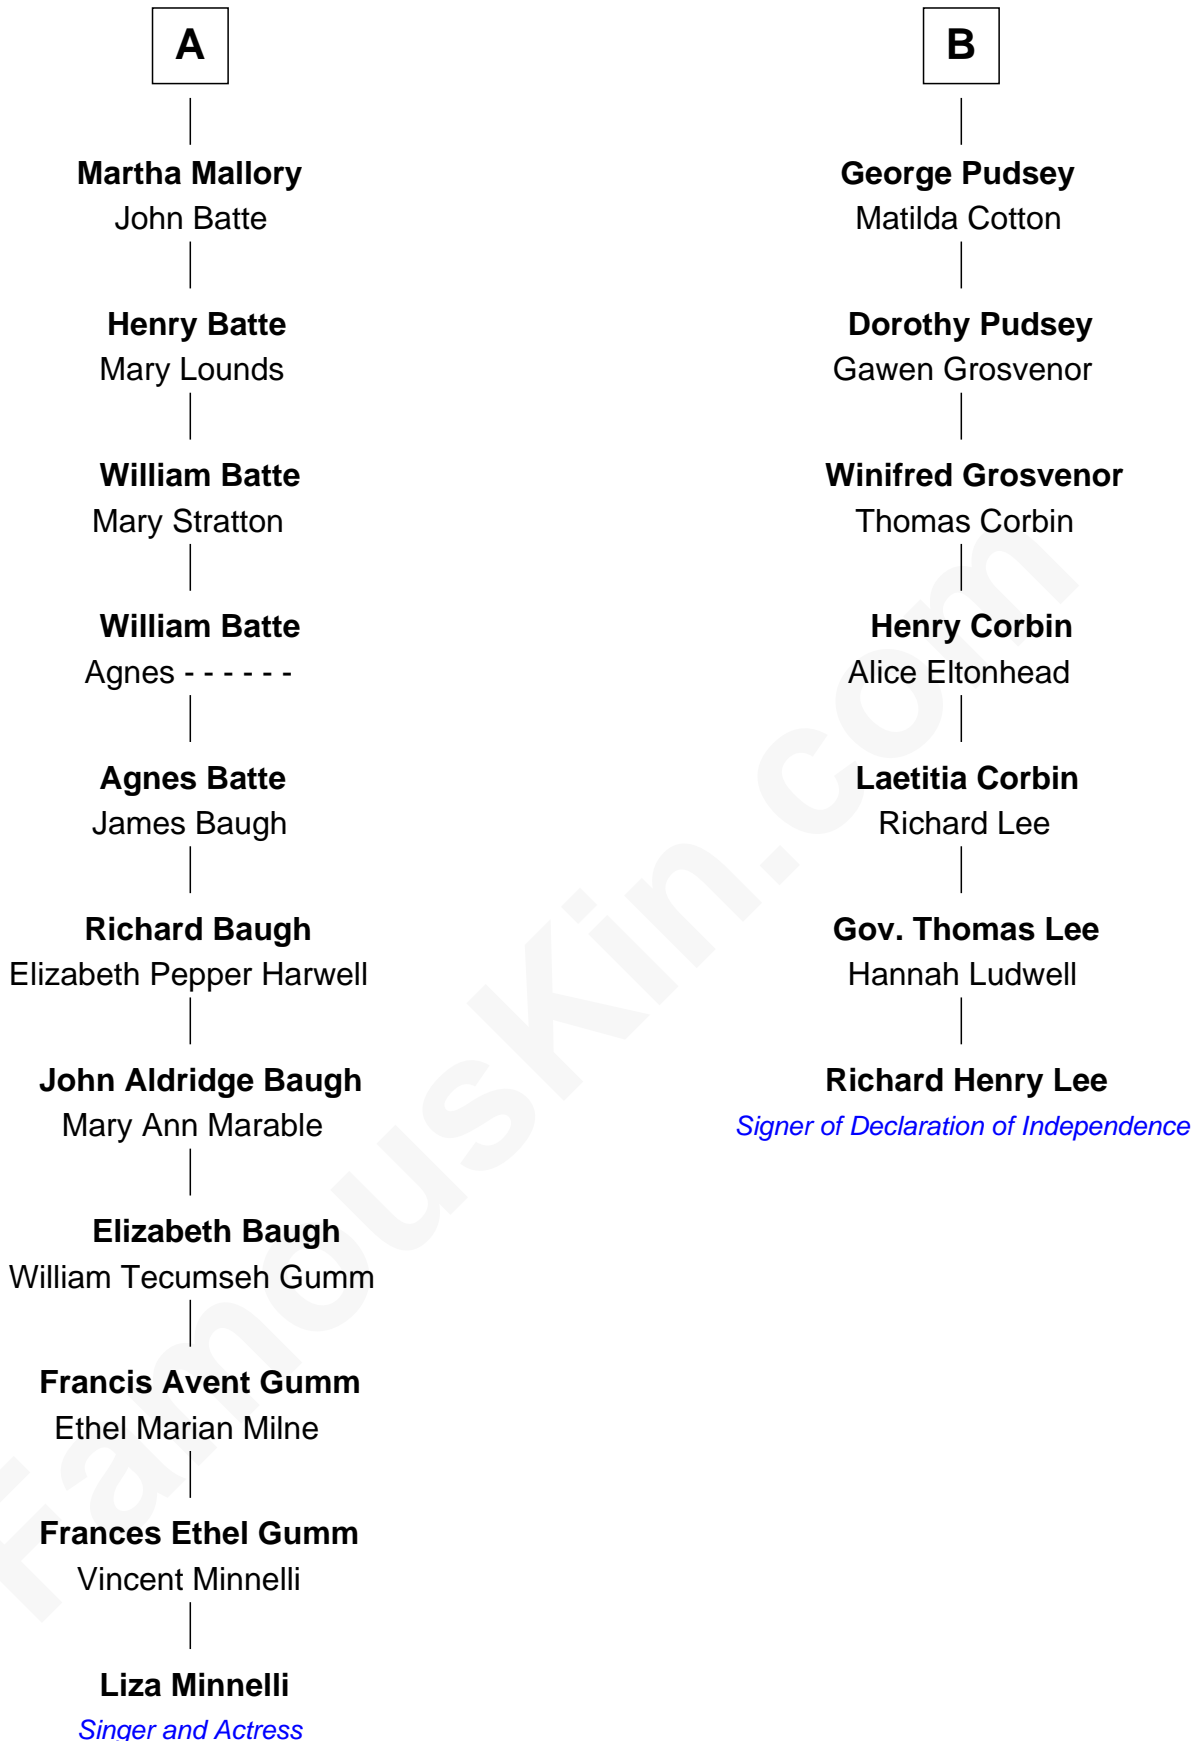 A
Martha Mallory
John Batte
Henry Batte
Mary Lounds
William Batte
Mary Stratton
William Batte
Agnes - - - - - -
Agnes Batte
James Baugh
Richard Baugh
Elizabeth Pepper Harwell
John Aldridge Baugh
Mary Ann Marable
Elizabeth Baugh
William Tecumseh Gumm
Francis Avent Gumm
Ethel Marian Milne
Frances Ethel Gumm
Vincent Minnelli
Liza Minnelli
Singer and Actress
B
George Pudsey
Matilda Cotton
Dorothy Pudsey
Gawen Grosvenor
Winifred Grosvenor
Thomas Corbin
Henry Corbin
Alice Eltonhead
Laetitia Corbin
Richard Lee
Gov. Thomas Lee
Hannah Ludwell
Richard Henry Lee
Signer of Declaration of Independence
FamousKin.com